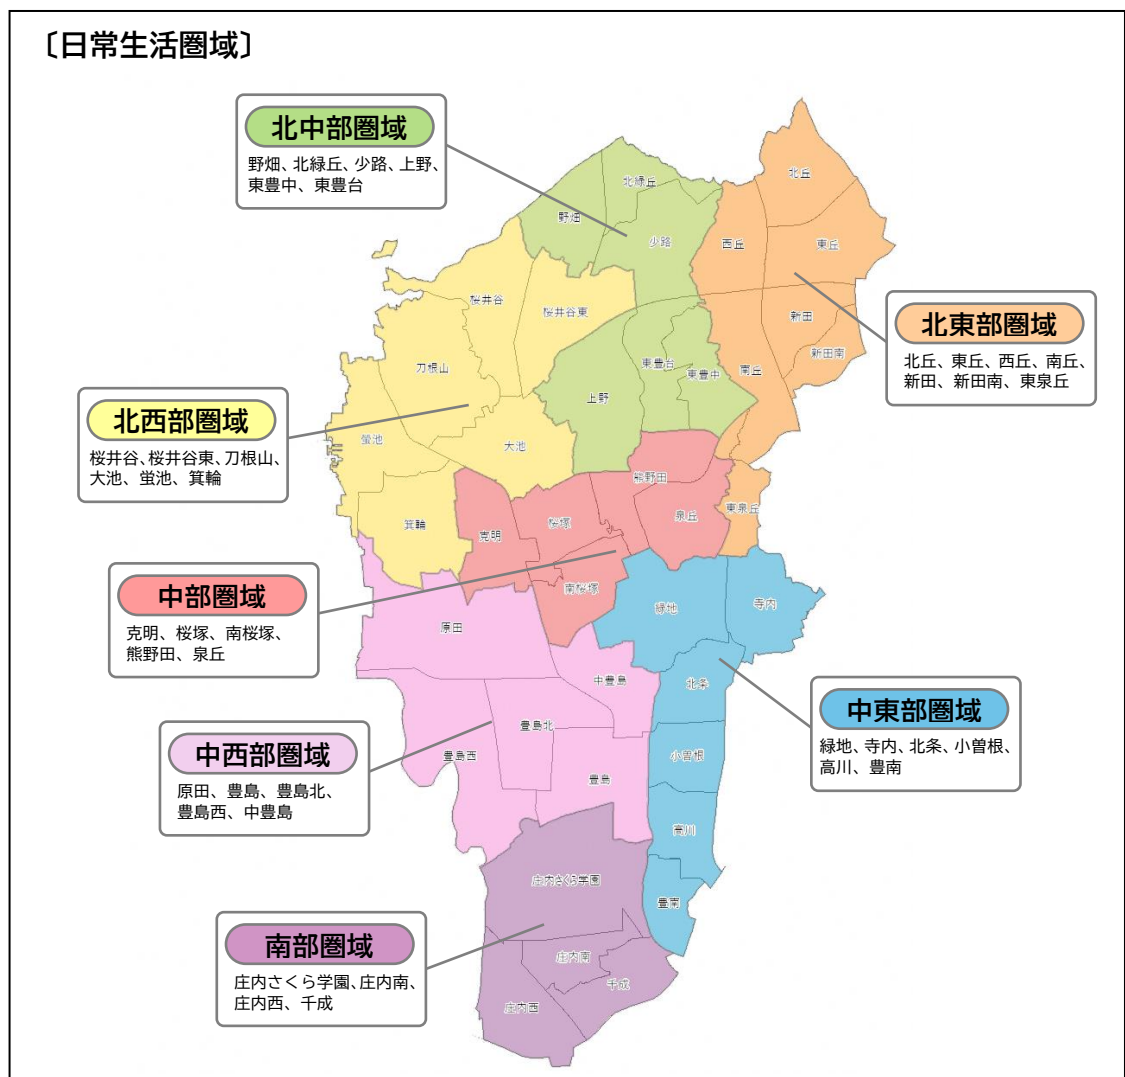 〔日常生活圏域〕
北中部圏域
野畑、北緑丘、少路、上野、
東豊中、東豊台
北東部圏域
北丘、東丘、西丘、南丘、
新田、新田南、東泉丘
北西部圏域
桜井谷、桜井谷東、刀根山、
大池、蛍池、箕輪
中部圏域
克明、桜塚、南桜塚、
熊野田、泉丘
中西部圏域
原田、豊島、豊島北、
豊島西、中豊島
中東部圏域
緑地、寺内、北条、小曽根、
高川、豊南
南部圏域
庄内さくら学園、庄内南、
庄内西、千成
北丘
北緑丘
野畑
少路
西丘
東丘
桜井谷
桜井谷東
新田
新田南
刀根山
東豊台
東豊中
南丘
上野
蛍池
大池
熊野田
箕輪
克明
桜塚
泉丘
東泉丘
南桜塚
緑地
寺内
原田
中豊島
北条
豊島北
豊島西
小曽根
豊島
高川
庄内さくら学園
豊南
庄内南
千成
庄内西